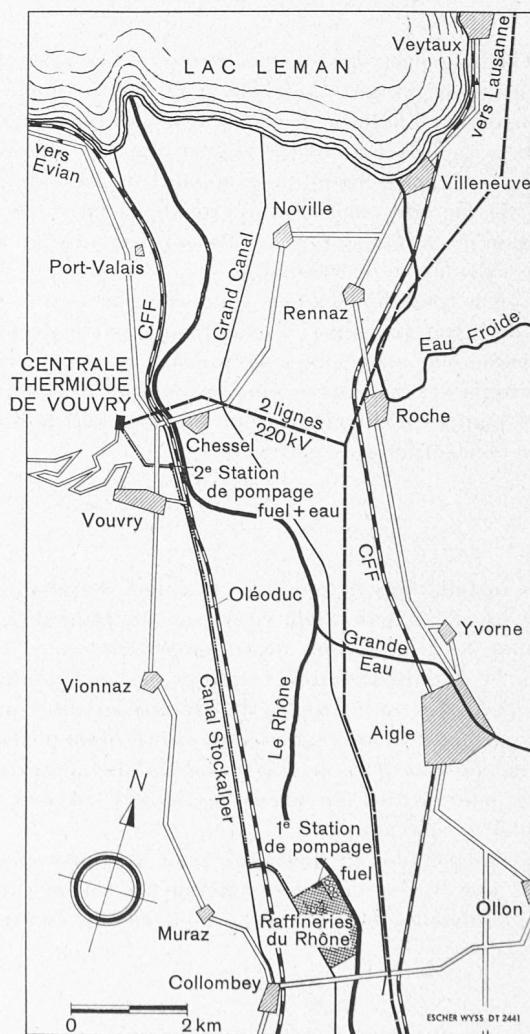 Veytaux
LAC LEMAN
vers Lausanne
vers
Evian
Villeneuve
Noville
Port-Valais
CFF
Grand Canal
Rennaz
Eau Froide
CENTRALE
THERMIQUE
DE VOUVRY
2 lignes
220 kV
Roche
Chessel
2e Station
de pompage
fuel + eau
Vouvry
CFF
Oléoduc
Yvorne
Grande
Eau
Vionnaz
Canal Stockalper
Le Rhône
Aigle
N
1e Station
de pompage
fuel
Raffineries
du Rhône
Ollon
Muraz
Collombey
0 2 km
ESCHER WYSS DT 2441